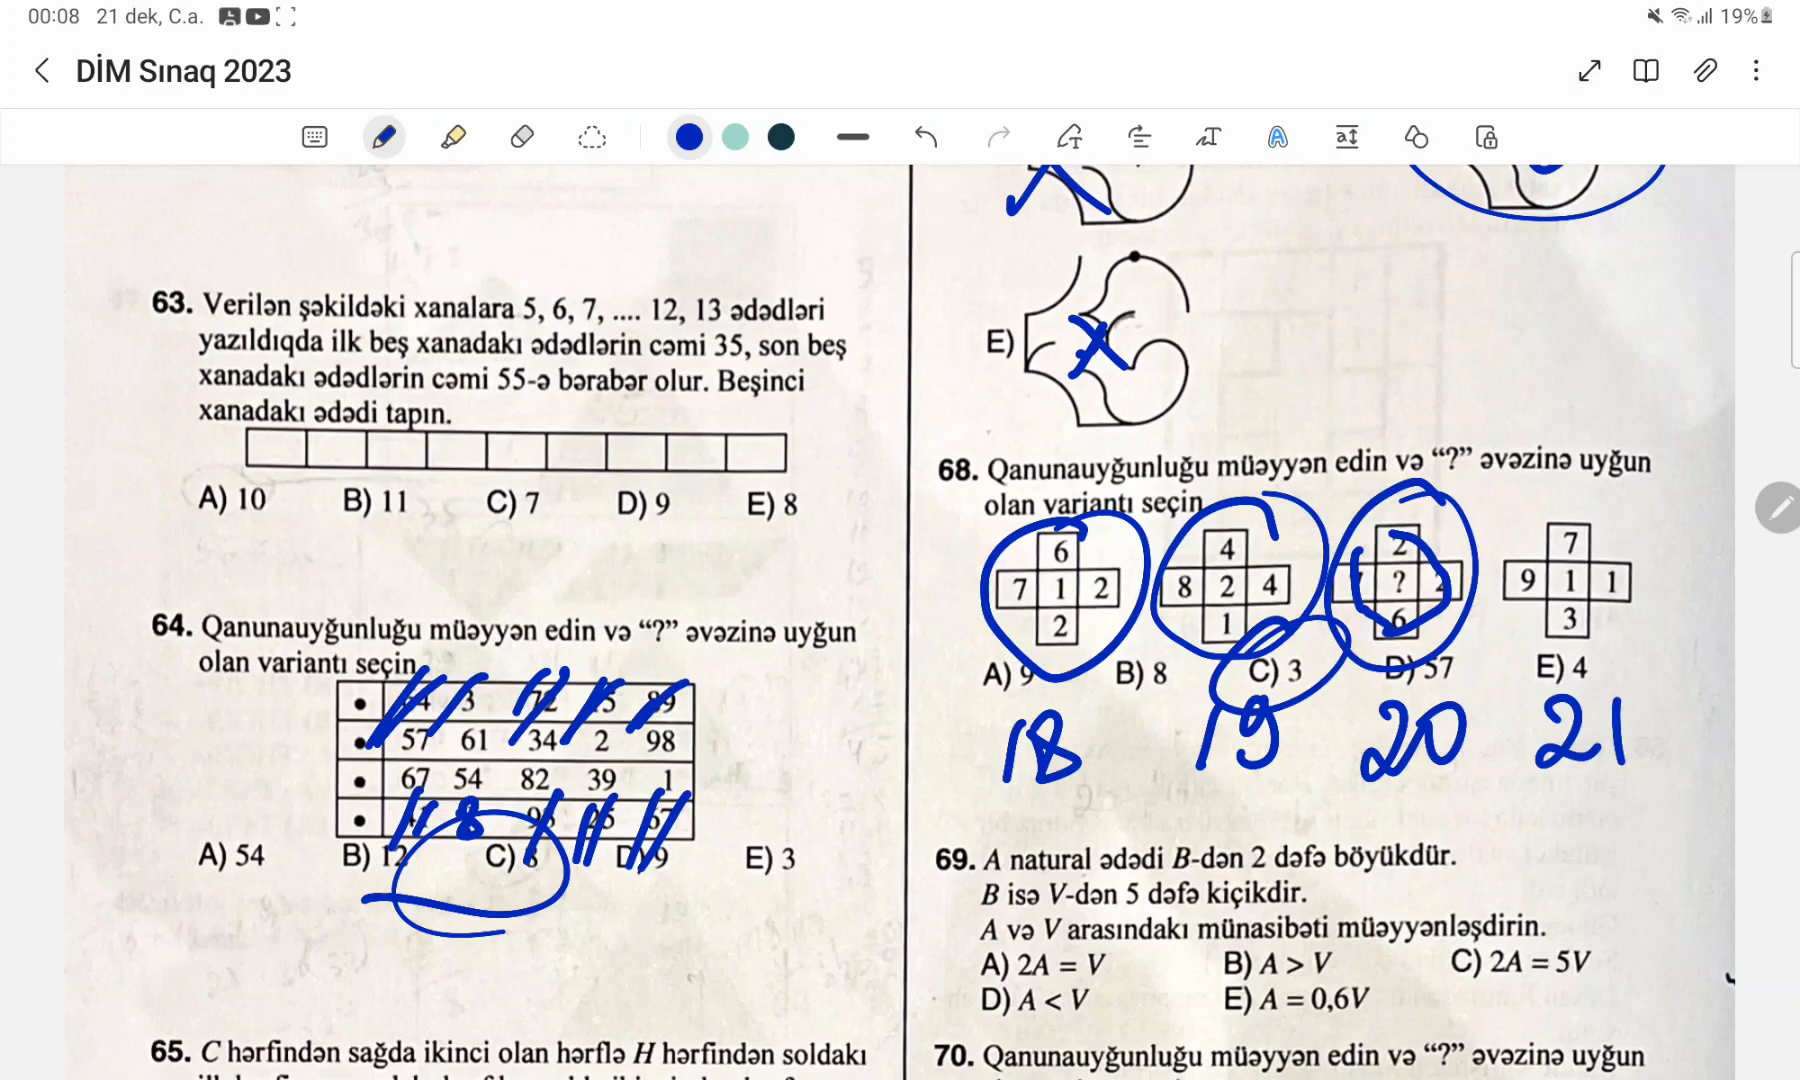 00:08 21 dek, C.a.
19%
DİM Sınaq 2023
63. Verilən şəkildəki xanalara 5, 6, 7, .... 12, 13 ədədləri
yazıldıqda ilk beş xanadakı ədədlərin cəmi 35, son beş
xanadakı ədədlərin cəmi 55-ə bərabər olur. Beşinci
xanadakı ədədi tapın.
A) 10 B) 11 C) 7 D) 9 E) 8
64. Qanunauyğunluğu müəyyən edin və “?” əvəzinə uyğun
olan variantı seçin
57 61 34 2 98
67 54 82 39 1
8
A) 54 B) 12 C) 8 D) 9 E) 3
65. C hərfindən sağda ikinci olan hərflə H hərfindən soldakı
E)
68. Qanunauyğunluğu müəyyən edin və “?” əvəzinə uyğun
olan variantı seçin
6 4 2 7
7 1 2 8 2 4 ? 9 1 1
2 1 6 3
A) 9 B) 8 C) 3 D) 57 E) 4
18 19 20 21
69. A natural ədədi B-dən 2 dəfə böyükdür.
B isə V-dən 5 dəfə kiçikdir.
A və V arasındakı münasibəti müəyyənləşdirin.
A) 2A = V B) A > V C) 2A = 5V
D) A < V E) A = 0,6V
70. Qanunauyğunluğu müəyyən edin və “?” əvəzinə uyğun